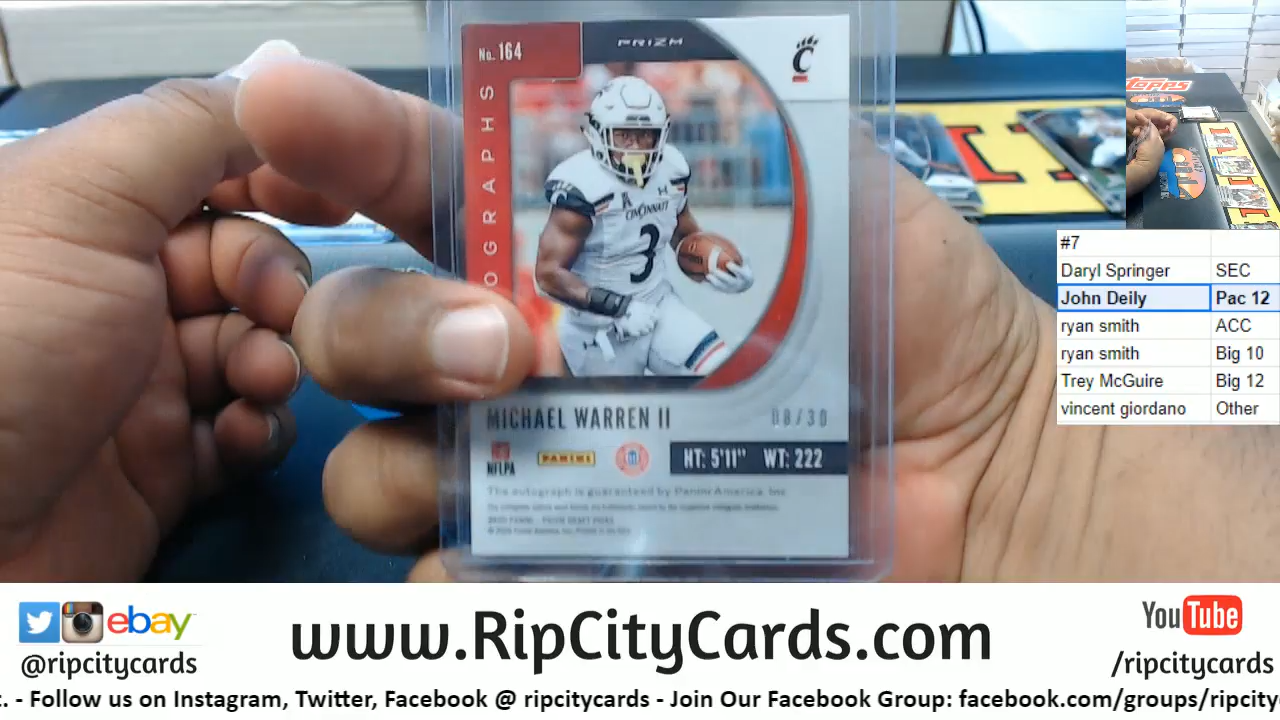 No. 164
PRIZM
C
OGRAPHS
CINCINNATI
3
MICHAEL WARREN II
08/30
NFLPA
PANINI
HT: 5'11" WT: 222
The autograph is guaranteed by Panini America, Inc.
TOPPS
#7
Daryl Springer SEC
John Deily Pac 12
ryan smith ACC
ryan smith Big 10
Trey McGuire Big 12
vincent giordano Other
ebay
@ripcitycards
www.RipCityCards.com
YouTube
/ripcitycards
. - Follow us on Instagram, Twitter, Facebook @ ripcitycards - Join Our Facebook Group: facebook.com/groups/ripcity